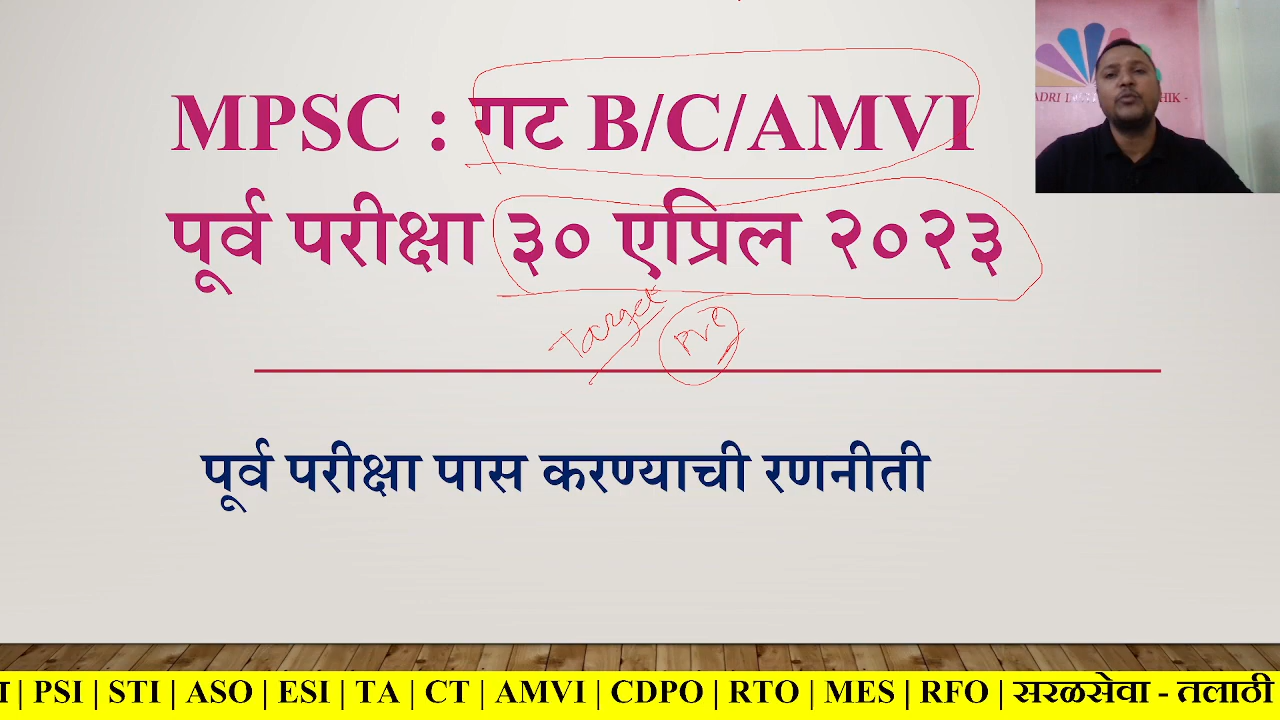 MPSC : गट B/C/AMVI
पूर्व परीक्षा ३० एप्रिल २०२३
Target Pre
पूर्व परीक्षा पास करण्याची रणनीती
| PSI | STI | ASO | ESI | TA | CT | AMVI | CDPO | RTO | MES | RFO | सरळसेवा - तलाठी